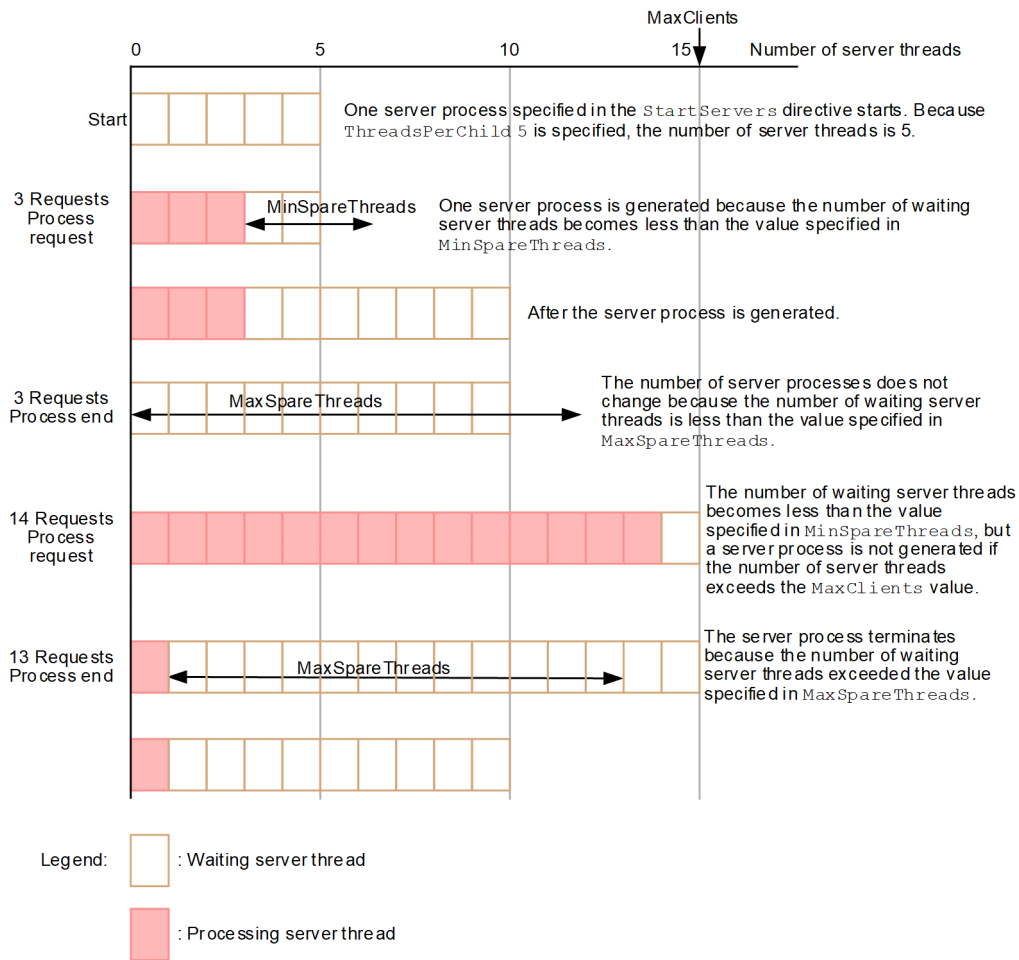 MaxClients
0 5 10 15 Number of server threads
Start
One server process specified in the StartServers directive starts. Because
ThreadsPerChild 5 is specified, the number of server threads is 5.
3 Requests
Process
request
MinSpareThreads
One server process is generated because the number of waiting
server threads becomes less than the value specified in
MinSpareThreads.
After the server process is generated.
3 Requests
Process end
MaxSpareThreads
The number of server processes does not
change because the number of waiting server
threads is less than the value specified in
MaxSpareThreads.
14 Requests
Process
request
The number of waiting server threads
becomes less than the value
specified in MinSpareThreads, but
a server process is not generated if
the number of server threads
exceeds the MaxClients value.
13 Requests
Process end
MaxSpareThreads
The server process terminates
because the number of waiting
server threads exceeded the value
specified in MaxSpareThreads.
Legend:
: Waiting server thread
: Processing server thread